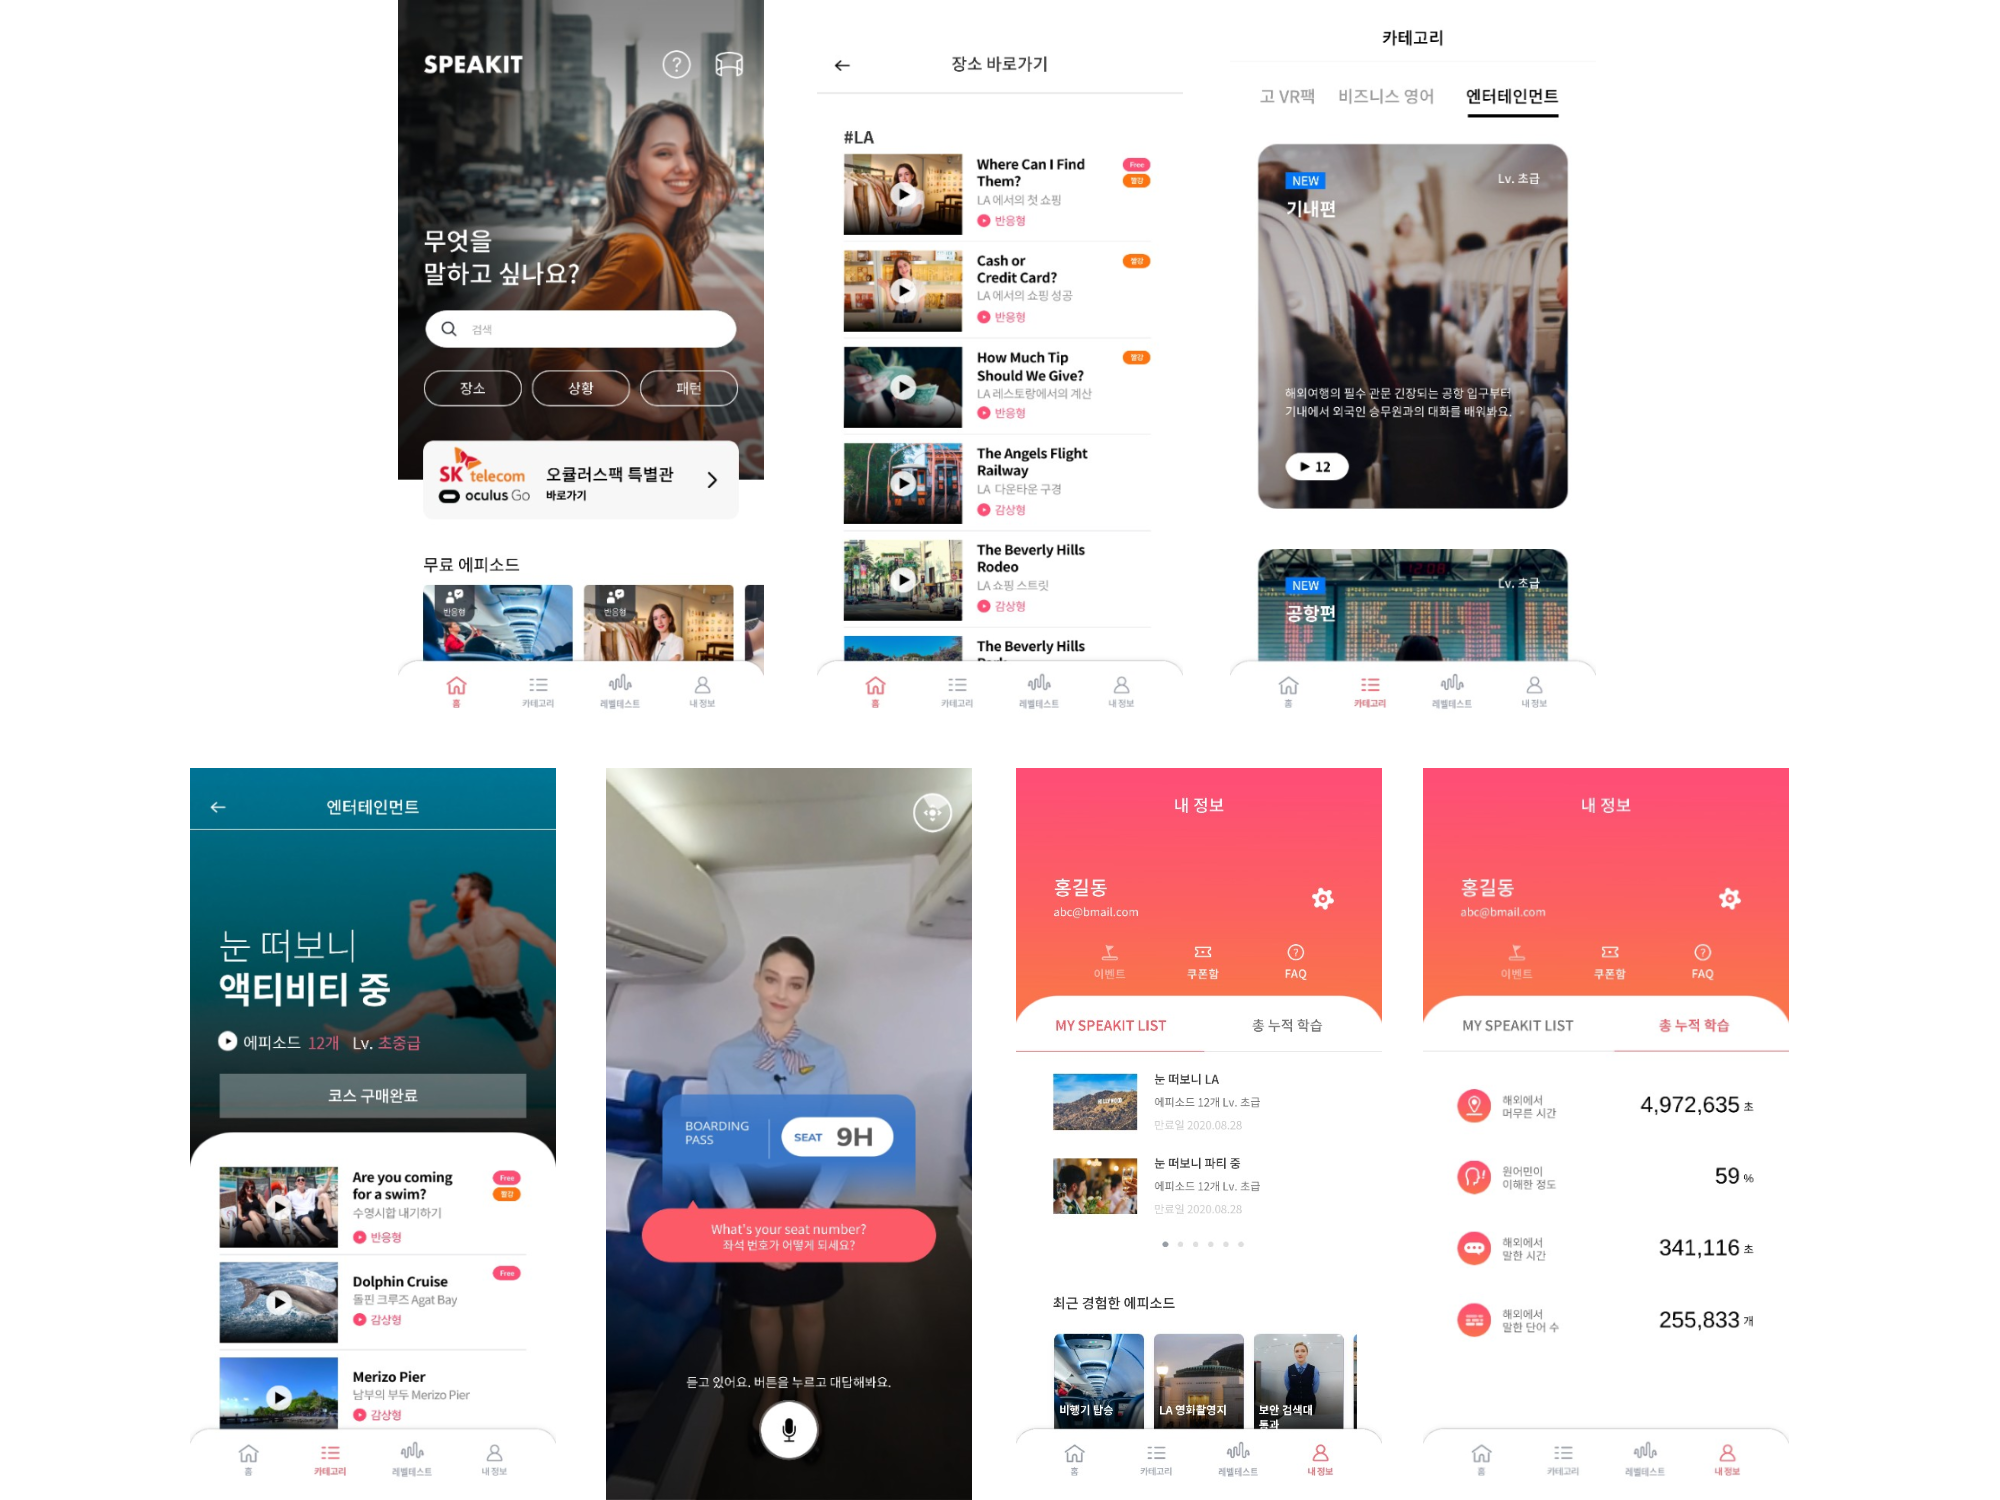 SPEAKIT
무엇을
말하고 싶나요?
검색
장소
상황
패턴
SK telecom
oculus Go
오큘러스팩 특별관
바로가기
무료 에피소드
반응형
반응형
홈
카테고리
레벨테스트
내 정보
장소 바로가기
#LA
Where Can I Find
Them?
LA 에서의 첫 쇼핑
반응형
Free
빨강
Cash or
Credit Card?
LA 에서의 쇼핑 성공
반응형
빨강
How Much Tip
Should We Give?
LA 레스토랑에서의 계산
반응형
빨강
The Angels Flight
Railway
LA 다운타운 구경
감상형
The Beverly Hills
Rodeo
LA 쇼핑 스트릿
감상형
The Beverly Hills
홈
카테고리
레벨테스트
내 정보
카테고리
고 VR팩
비즈니스 영어
엔터테인먼트
NEW
Lv. 초급
기내편
해외여행의 필수 관문 긴장되는 공항 입구부터
기내에서 외국인 승무원과의 대화를 배워봐요.
12
NEW
Lv. 초급
공항편
홈
카테고리
레벨테스트
내 정보
엔터테인먼트
눈 떠보니
액티비티 중
에피소드 12개 Lv. 초중급
코스 구매완료
Are you coming
for a swim?
수영시합 내기하기
반응형
Free
빨강
Dolphin Cruise
돌핀 크루즈 Agat Bay
감상형
Free
Merizo Pier
남부의 부두 Merizo Pier
감상형
홈
카테고리
레벨테스트
내 정보
BOARDING
PASS
SEAT 9H
What's your seat number?
좌석 번호가 어떻게 되세요?
듣고 있어요. 버튼을 누르고 대답해봐요.
내 정보
홍길동
abc@bmail.com
이벤트
쿠폰함
FAQ
MY SPEAKIT LIST
총 누적 학습
눈 떠보니 LA
에피소드 12개 Lv. 초급
만료일 2020.08.28
눈 떠보니 파티 중
에피소드 12개 Lv. 초급
만료일 2020.08.28
최근 경험한 에피소드
비행기 탑승
LA 영화촬영지
보안 검색대
통과
홈
카테고리
레벨테스트
내 정보
내 정보
홍길동
abc@bmail.com
이벤트
쿠폰함
FAQ
MY SPEAKIT LIST
총 누적 학습
해외에서
머무른 시간
4,972,635 초
원어민이
이해한 정도
59 %
해외에서
말한 시간
341,116 초
해외에서
말한 단어 수
255,833 개
홈
카테고리
레벨테스트
내 정보